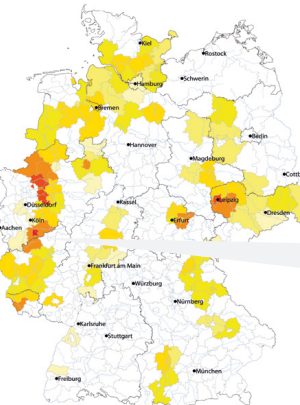 Kiel
Rostock
Hamburg
Schwerin
Bremen
Berlin
Hannover
Magdeburg
Cottb
Kassel
Leipzig
Düsseldorf
Köln
Erfurt
Dresden
Aachen
Frankfurt am Main
Würzburg
Nürnberg
Karlsruhe
Stuttgart
Freiburg
München